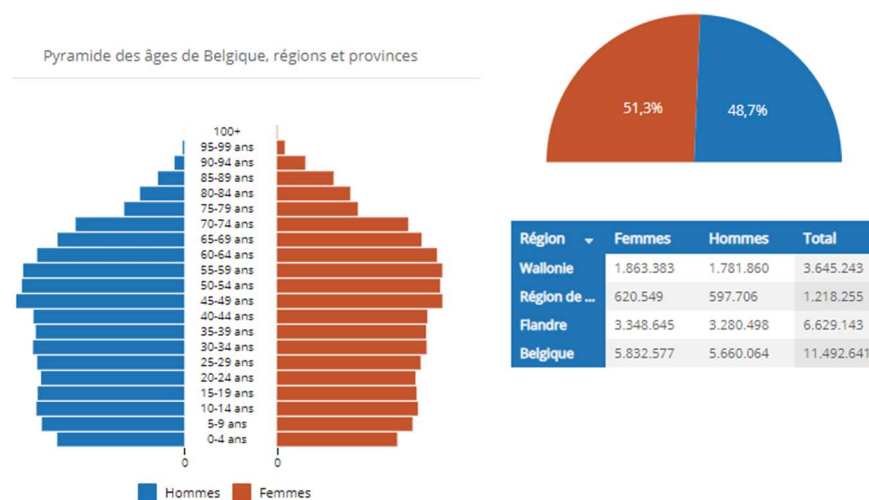 Pyramide des âges de Belgique, régions et provinces
100+
95-99 ans
90-94 ans
85-89 ans
80-84 ans
75-79 ans
70-74 ans
65-69 ans
60-64 ans
55-59 ans
50-54 ans
45-49 ans
40-44 ans
35-39 ans
30-34 ans
25-29 ans
20-24 ans
15-19 ans
10-14 ans
5-9 ans
0-4 ans
0 0
Hommes Femmes
51,3% 48,7%
Région Femmes Hommes Total
Wallonie 1.863.383 1.781.860 3.645.243
Région de ... 620.549 597.706 1.218.255
Flandre 3.348.645 3.280.498 6.629.143
Belgique 5.832.577 5.660.064 11.492.641